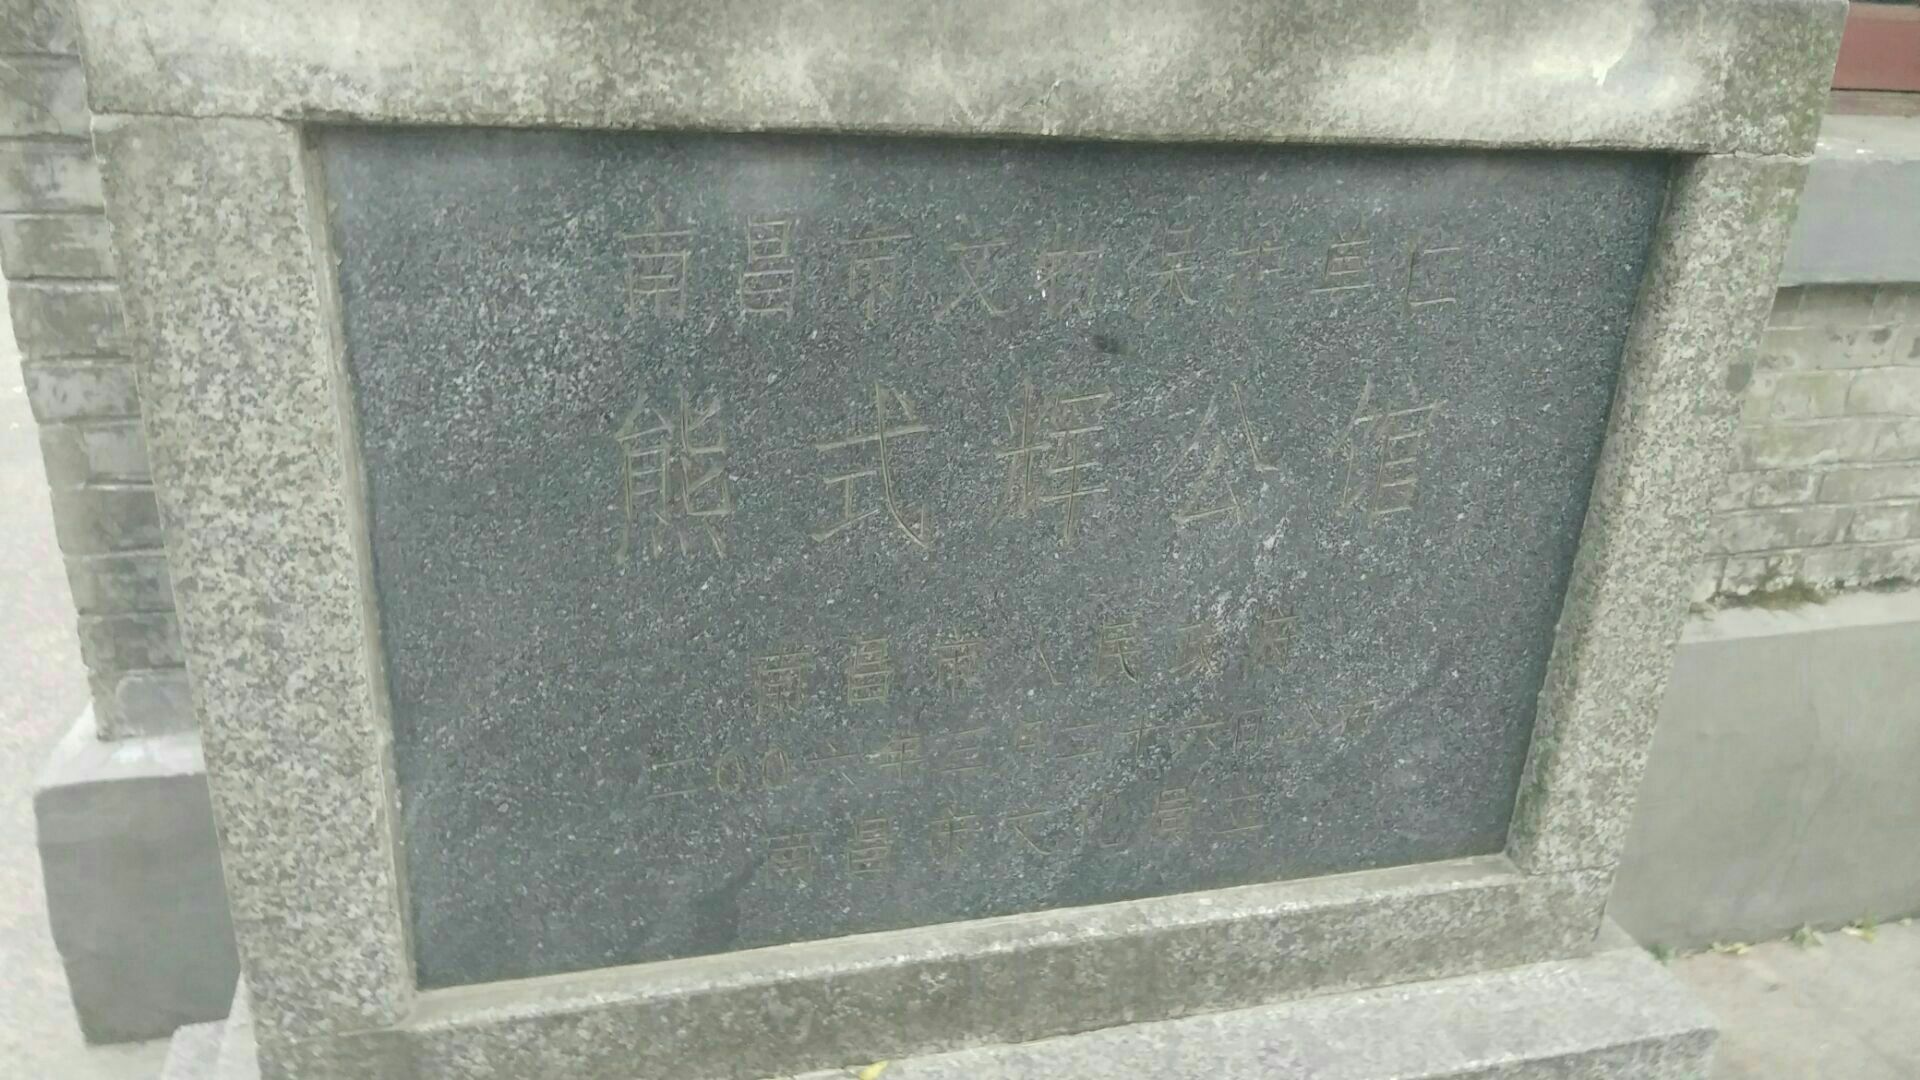 南昌市文物保护单位
熊式辉公馆
南昌市人民政府
二00六年三月二十六日公布
南昌市文化局立